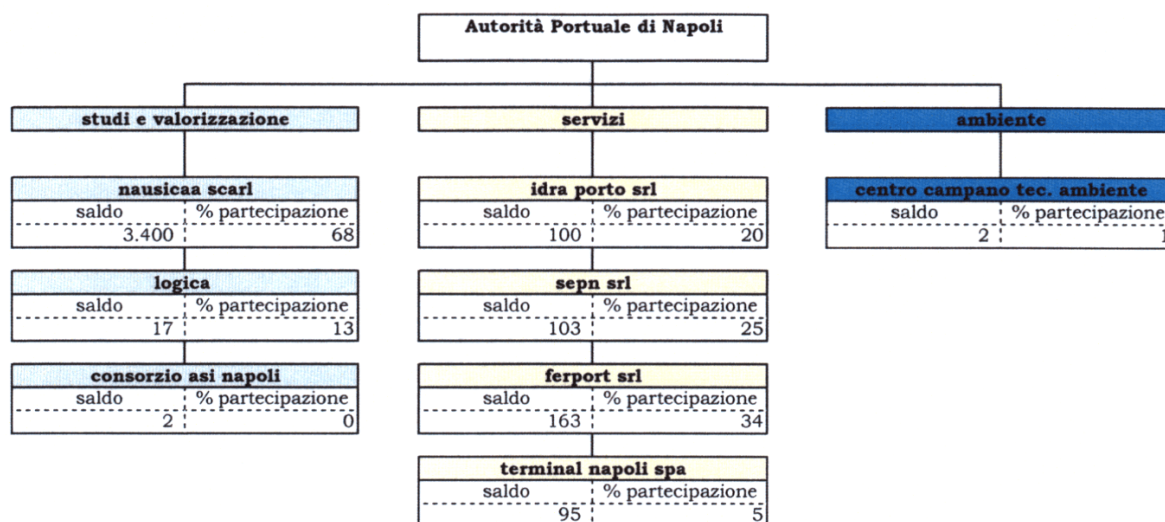 Autorità Portuale di Napoli
studi e valorizzazione
servizi
ambiente
nausicaa scarl
saldo % partecipazione
3.400 68
idra porto srl
saldo % partecipazione
100 20
centro campano tec. ambiente
saldo % partecipazione
2 1
logica
saldo % partecipazione
17 13
sepn srl
saldo % partecipazione
103 25
consorzio asi napoli
saldo % partecipazione
2 0
ferport srl
saldo % partecipazione
163 34
terminal napoli spa
saldo % partecipazione
95 5